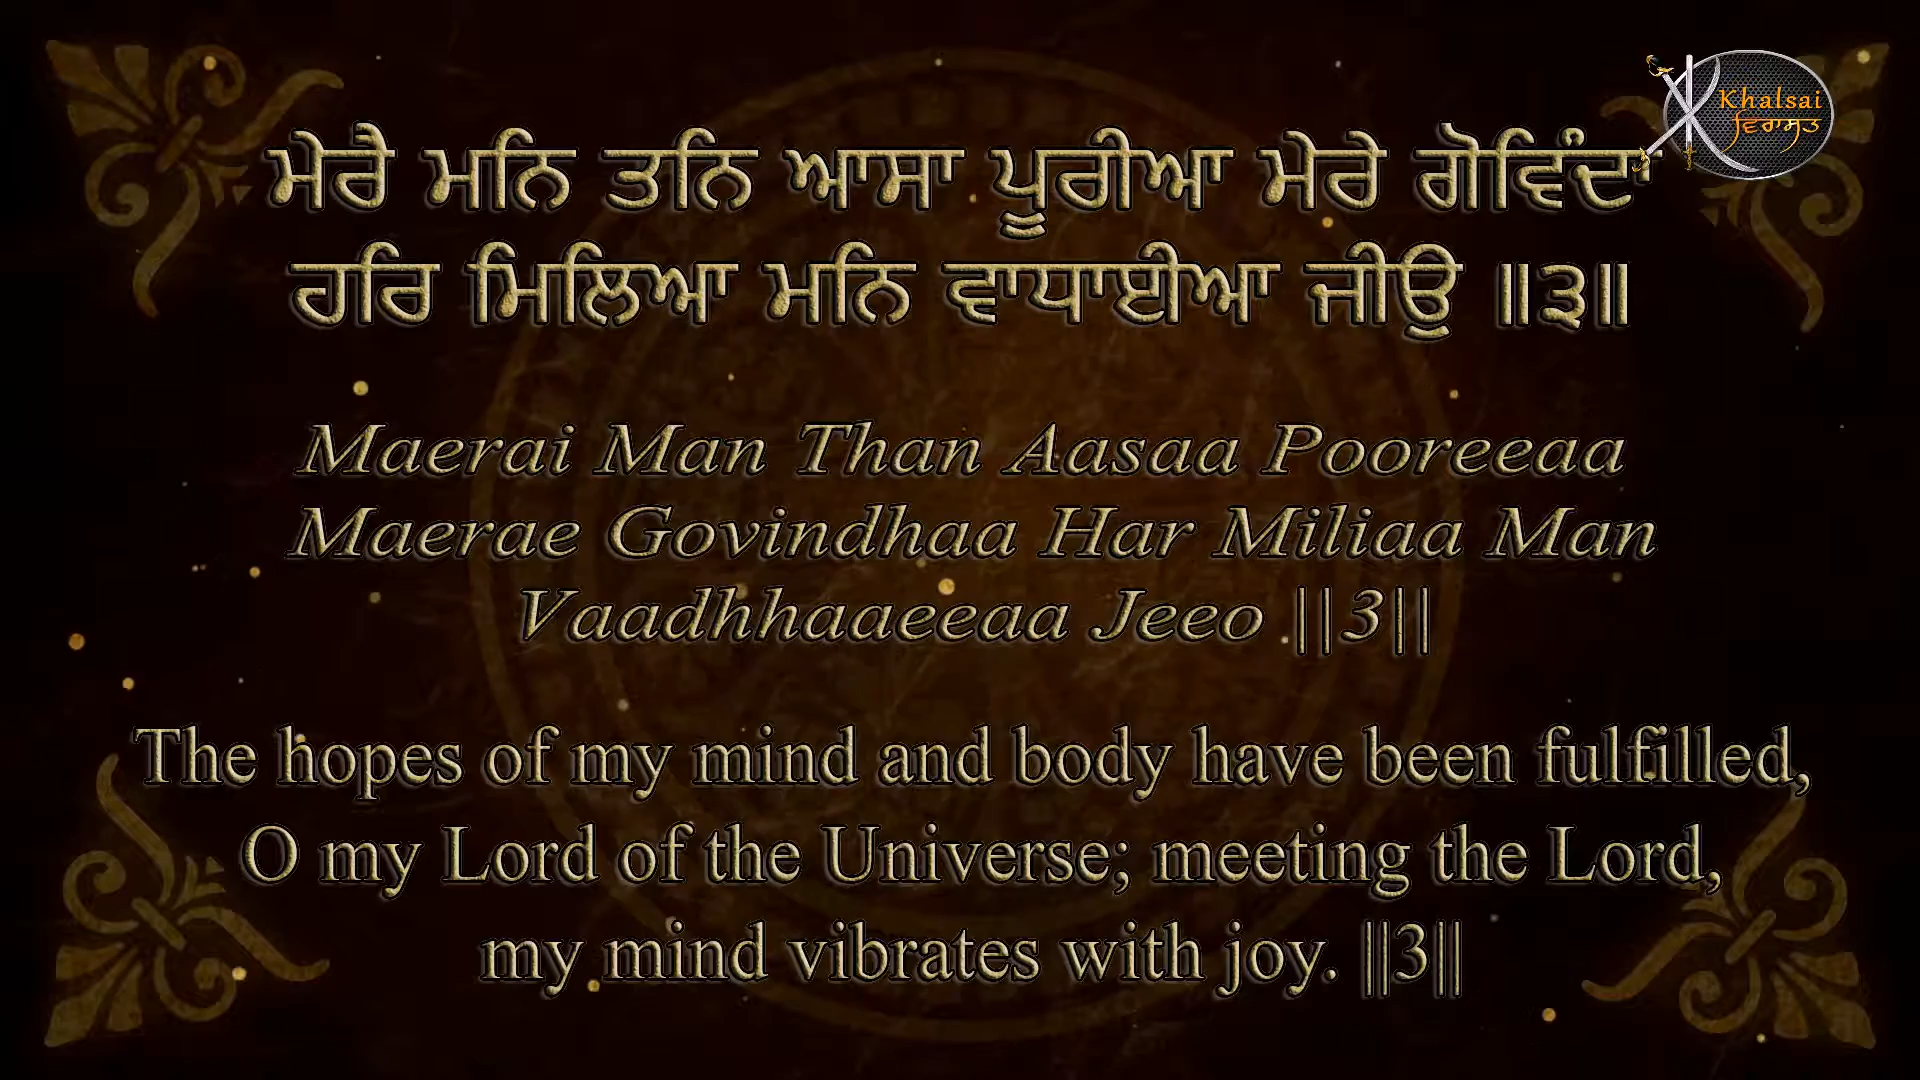 Khalsai
ਵਿਰਾਸਤ
ਮੇਰੈ ਮਨਿ ਤਨਿ ਆਸਾ ਪੂਰੀਆ ਮੇਰੇ ਗੋਵਿੰਦਾ
ਹਰਿ ਮਿਲਿਆ ਮਨਿ ਵਾਧਾਈਆ ਜੀਉ ॥੩॥
Maerai Man Than Aasaa Pooreeaa
Maerae Govindhaa Har Miliaa Man
Vaadhhaaeeaa Jeeo ||3||
The hopes of my mind and body have been fulfilled,
O my Lord of the Universe; meeting the Lord,
my mind vibrates with joy. ||3||